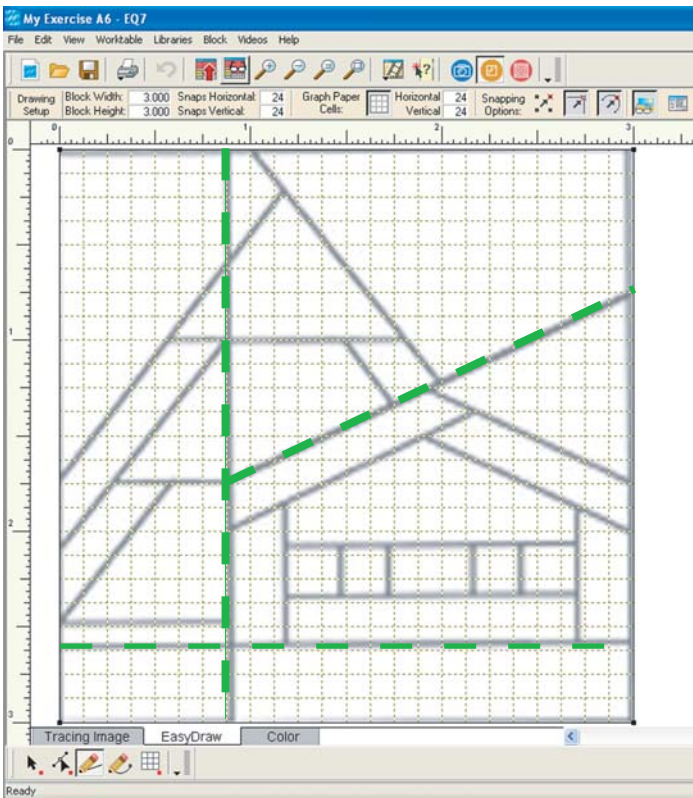 My Exercise A6 - EQ7
File Edit View Worktable Libraries Block Videos Help
Drawing Setup Block Width: 3.000 Snaps Horizontal: 24 Graph Paper Cells: Horizontal 24 Snapping Options:
Block Height: 3.000 Snaps Vertical: 24 Vertical 24
0 1 2 3
0
1
2
3
Tracing Image EasyDraw Color
Ready